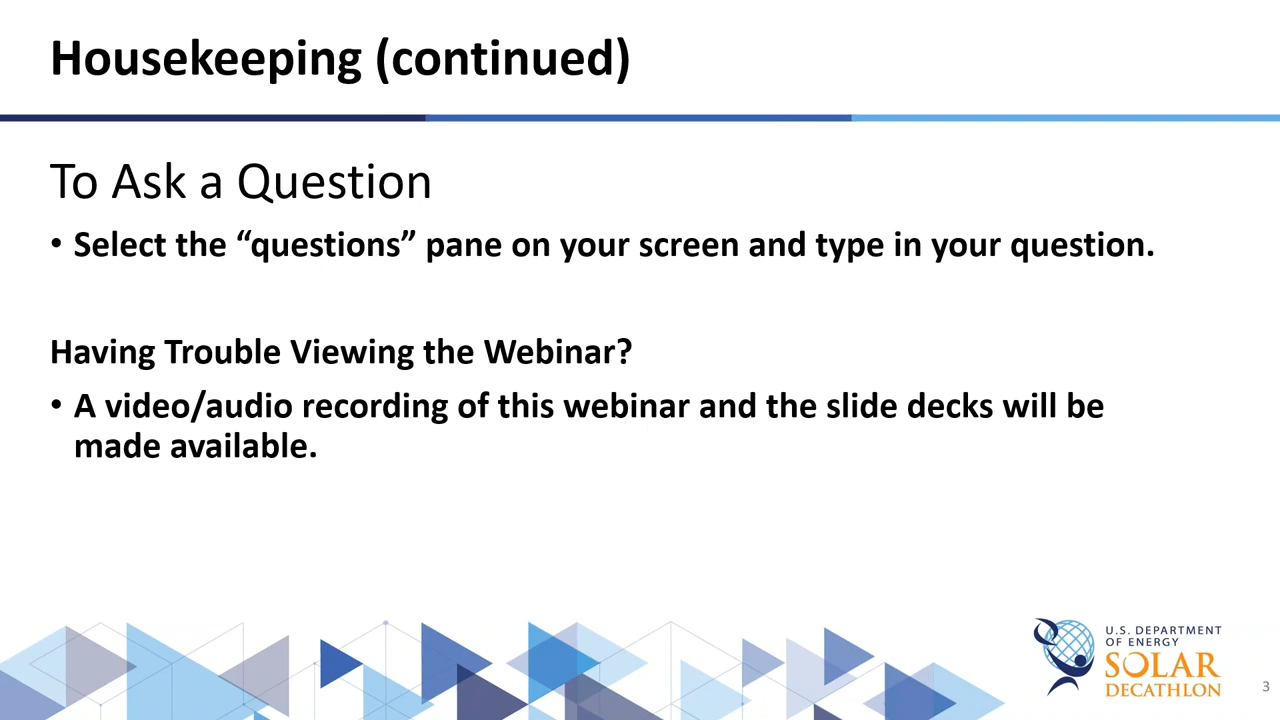 Housekeeping (continued)
To Ask a Question
• Select the “questions” pane on your screen and type in your question.
Having Trouble Viewing the Webinar?
• A video/audio recording of this webinar and the slide decks will be
made available.
U.S. DEPARTMENT
OF ENERGY
SOLAR
DECATHLON
3